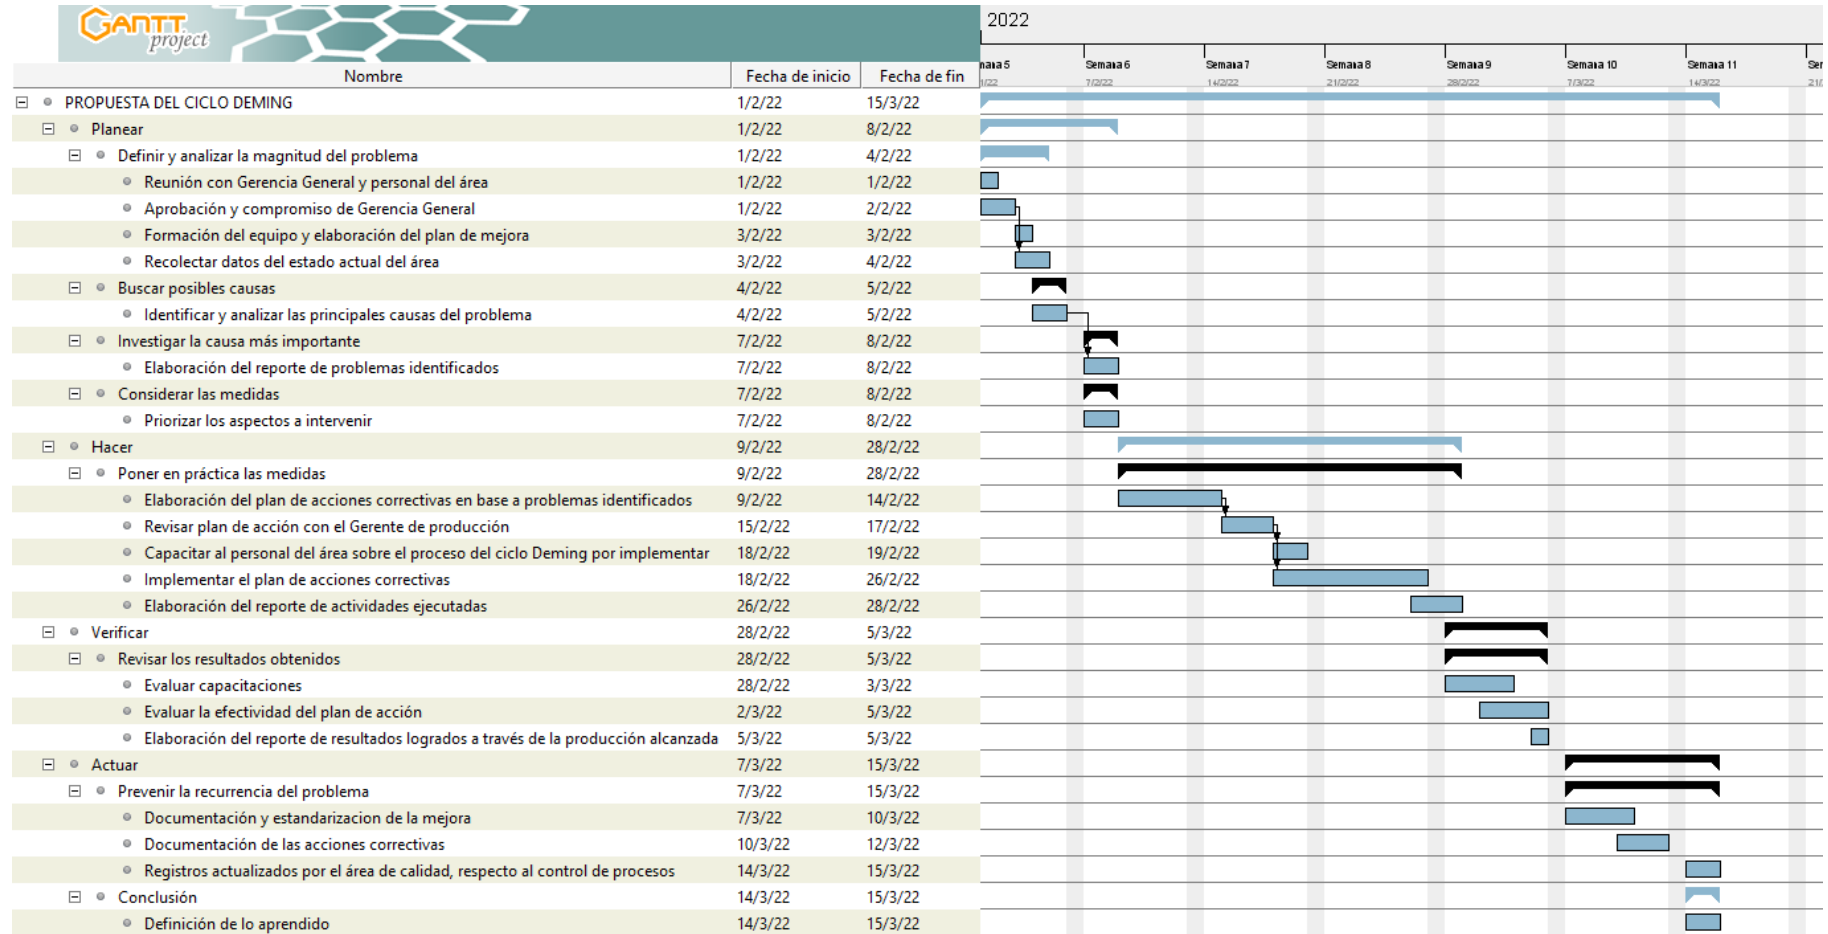 GANTT
project
2022
Nombre Fecha de inicio Fecha de fin
Semana 6 Semana 7 Semana 8 Semana 9 Semana 10 Semana 11
7/2/22 14/2/22 21/2/22 28/2/22 7/3/22 14/3/22
PROPUESTA DEL CICLO DEMING 1/2/22 15/3/22
Planear 1/2/22 8/2/22
Definir y analizar la magnitud del problema 1/2/22 4/2/22
Reunión con Gerencia General y personal del área 1/2/22 1/2/22
Aprobación y compromiso de Gerencia General 1/2/22 2/2/22
Formación del equipo y elaboración del plan de mejora 3/2/22 3/2/22
Recolectar datos del estado actual del área 3/2/22 4/2/22
Buscar posibles causas 4/2/22 5/2/22
Identificar y analizar las principales causas del problema 4/2/22 5/2/22
Investigar la causa más importante 7/2/22 8/2/22
Elaboración del reporte de problemas identificados 7/2/22 8/2/22
Considerar las medidas 7/2/22 8/2/22
Priorizar los aspectos a intervenir 7/2/22 8/2/22
Hacer 9/2/22 28/2/22
Poner en práctica las medidas 9/2/22 28/2/22
Elaboración del plan de acciones correctivas en base a problemas identificados 9/2/22 14/2/22
Revisar plan de acción con el Gerente de producción 15/2/22 17/2/22
Capacitar al personal del área sobre el proceso del ciclo Deming por implementar 18/2/22 19/2/22
Implementar el plan de acciones correctivas 18/2/22 26/2/22
Elaboración del reporte de actividades ejecutadas 26/2/22 28/2/22
Verificar 28/2/22 5/3/22
Revisar los resultados obtenidos 28/2/22 5/3/22
Evaluar capacitaciones 28/2/22 3/3/22
Evaluar la efectividad del plan de acción 2/3/22 5/3/22
Elaboración del reporte de resultados logrados a través de la producción alcanzada 5/3/22 5/3/22
Actuar 7/3/22 15/3/22
Prevenir la recurrencia del problema 7/3/22 15/3/22
Documentación y estandarizacion de la mejora 7/3/22 10/3/22
Documentación de las acciones correctivas 10/3/22 12/3/22
Registros actualizados por el área de calidad, respecto al control de procesos 14/3/22 15/3/22
Conclusión 14/3/22 15/3/22
Definición de lo aprendido 14/3/22 15/3/22